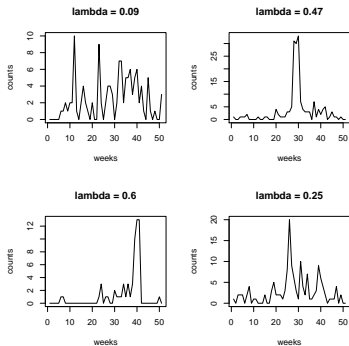 lambda = 0.09
counts
0 2 4 6 8 10
0 10 20 30 40 50
weeks
lambda = 0.47
counts
0 5 15 25
0 10 20 30 40 50
weeks
lambda = 0.6
counts
0 2 4 6 8 12
0 10 20 30 40 50
weeks
lambda = 0.25
counts
0 5 10 15 20
0 10 20 30 40 50
weeks